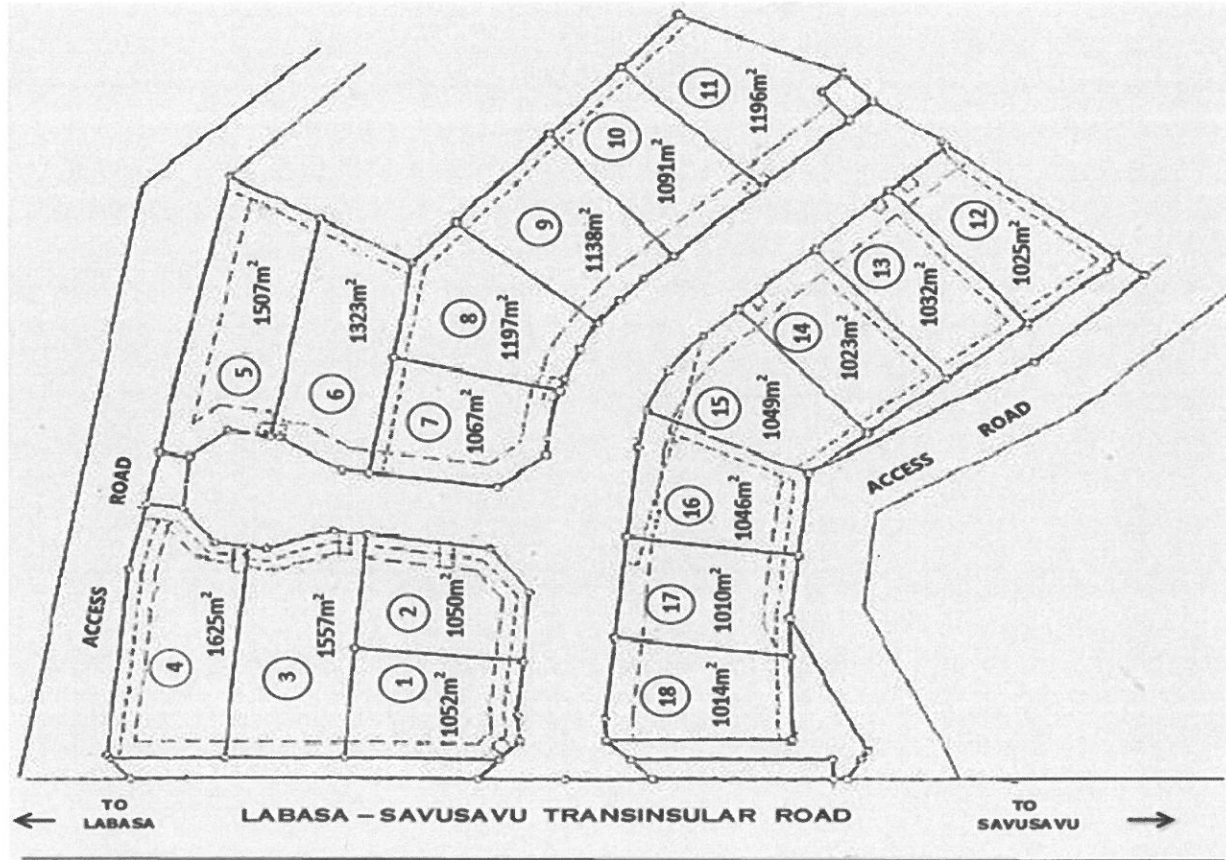 ACCESS ROAD
4
1625m²
3
1557m²
1
1052m²
2
1050m²
5
1507m²
6
1323m²
7
1067m²
8
1197m²
9
1138m²
10
1091m²
11
1196m²
12
1025m²
13
1032m²
14
1023m²
15
1049m²
16
1046m²
17
1010m²
18
1014m²
ACCESS ROAD
TO
LABASA
LABASA – SAVUSAVU TRANSINSULAR ROAD
TO
SAVUSAVU